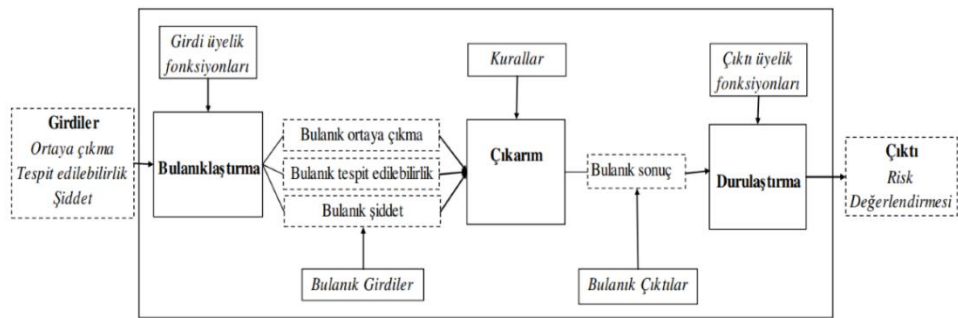 Girdi üyelik
fonksiyonları
Kurallar
Çıktı üyelik
fonksiyonları
Girdiler
Ortaya çıkma
Tespit edilebilirlik
Şiddet
Bulanıklaştırma
Bulanık ortaya çıkma
Bulanık tespit edilebilirlik
Bulanık şiddet
Çıkarım
Bulanık sonuç
Durulaştırma
Çıktı
Risk
Değerlendirmesi
Bulanık Girdiler
Bulanık Çıktılar